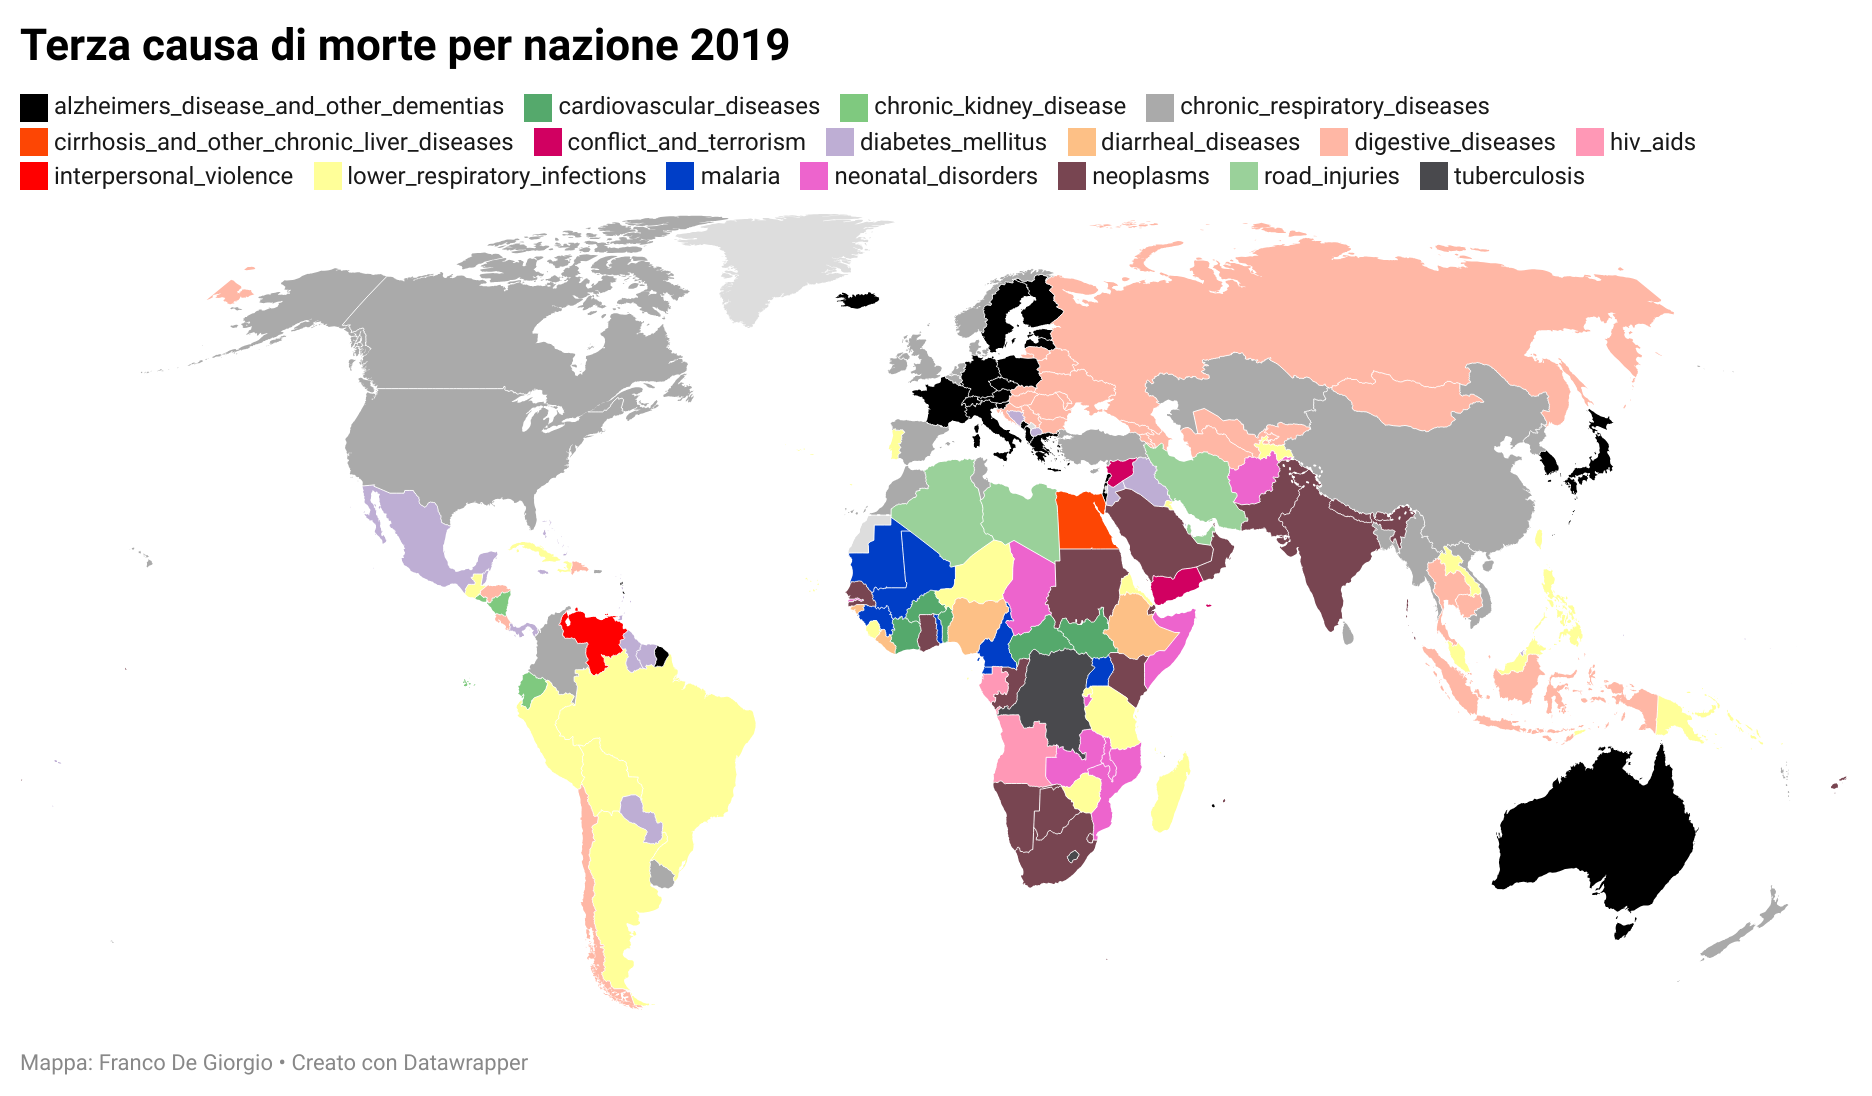 Terza causa di morte per nazione 2019
alzheimers_disease_and_other_dementias cardiovascular_diseases chronic_kidney_disease chronic_respiratory_diseases
cirrhosis_and_other_chronic_liver_diseases conflict_and_terrorism diabetes_mellitus diarrheal_diseases digestive_diseases hiv_aids
interpersonal_violence lower_respiratory_infections malaria neonatal_disorders neoplasms road_injuries tuberculosis
Mappa: Franco De Giorgio • Creato con Datawrapper